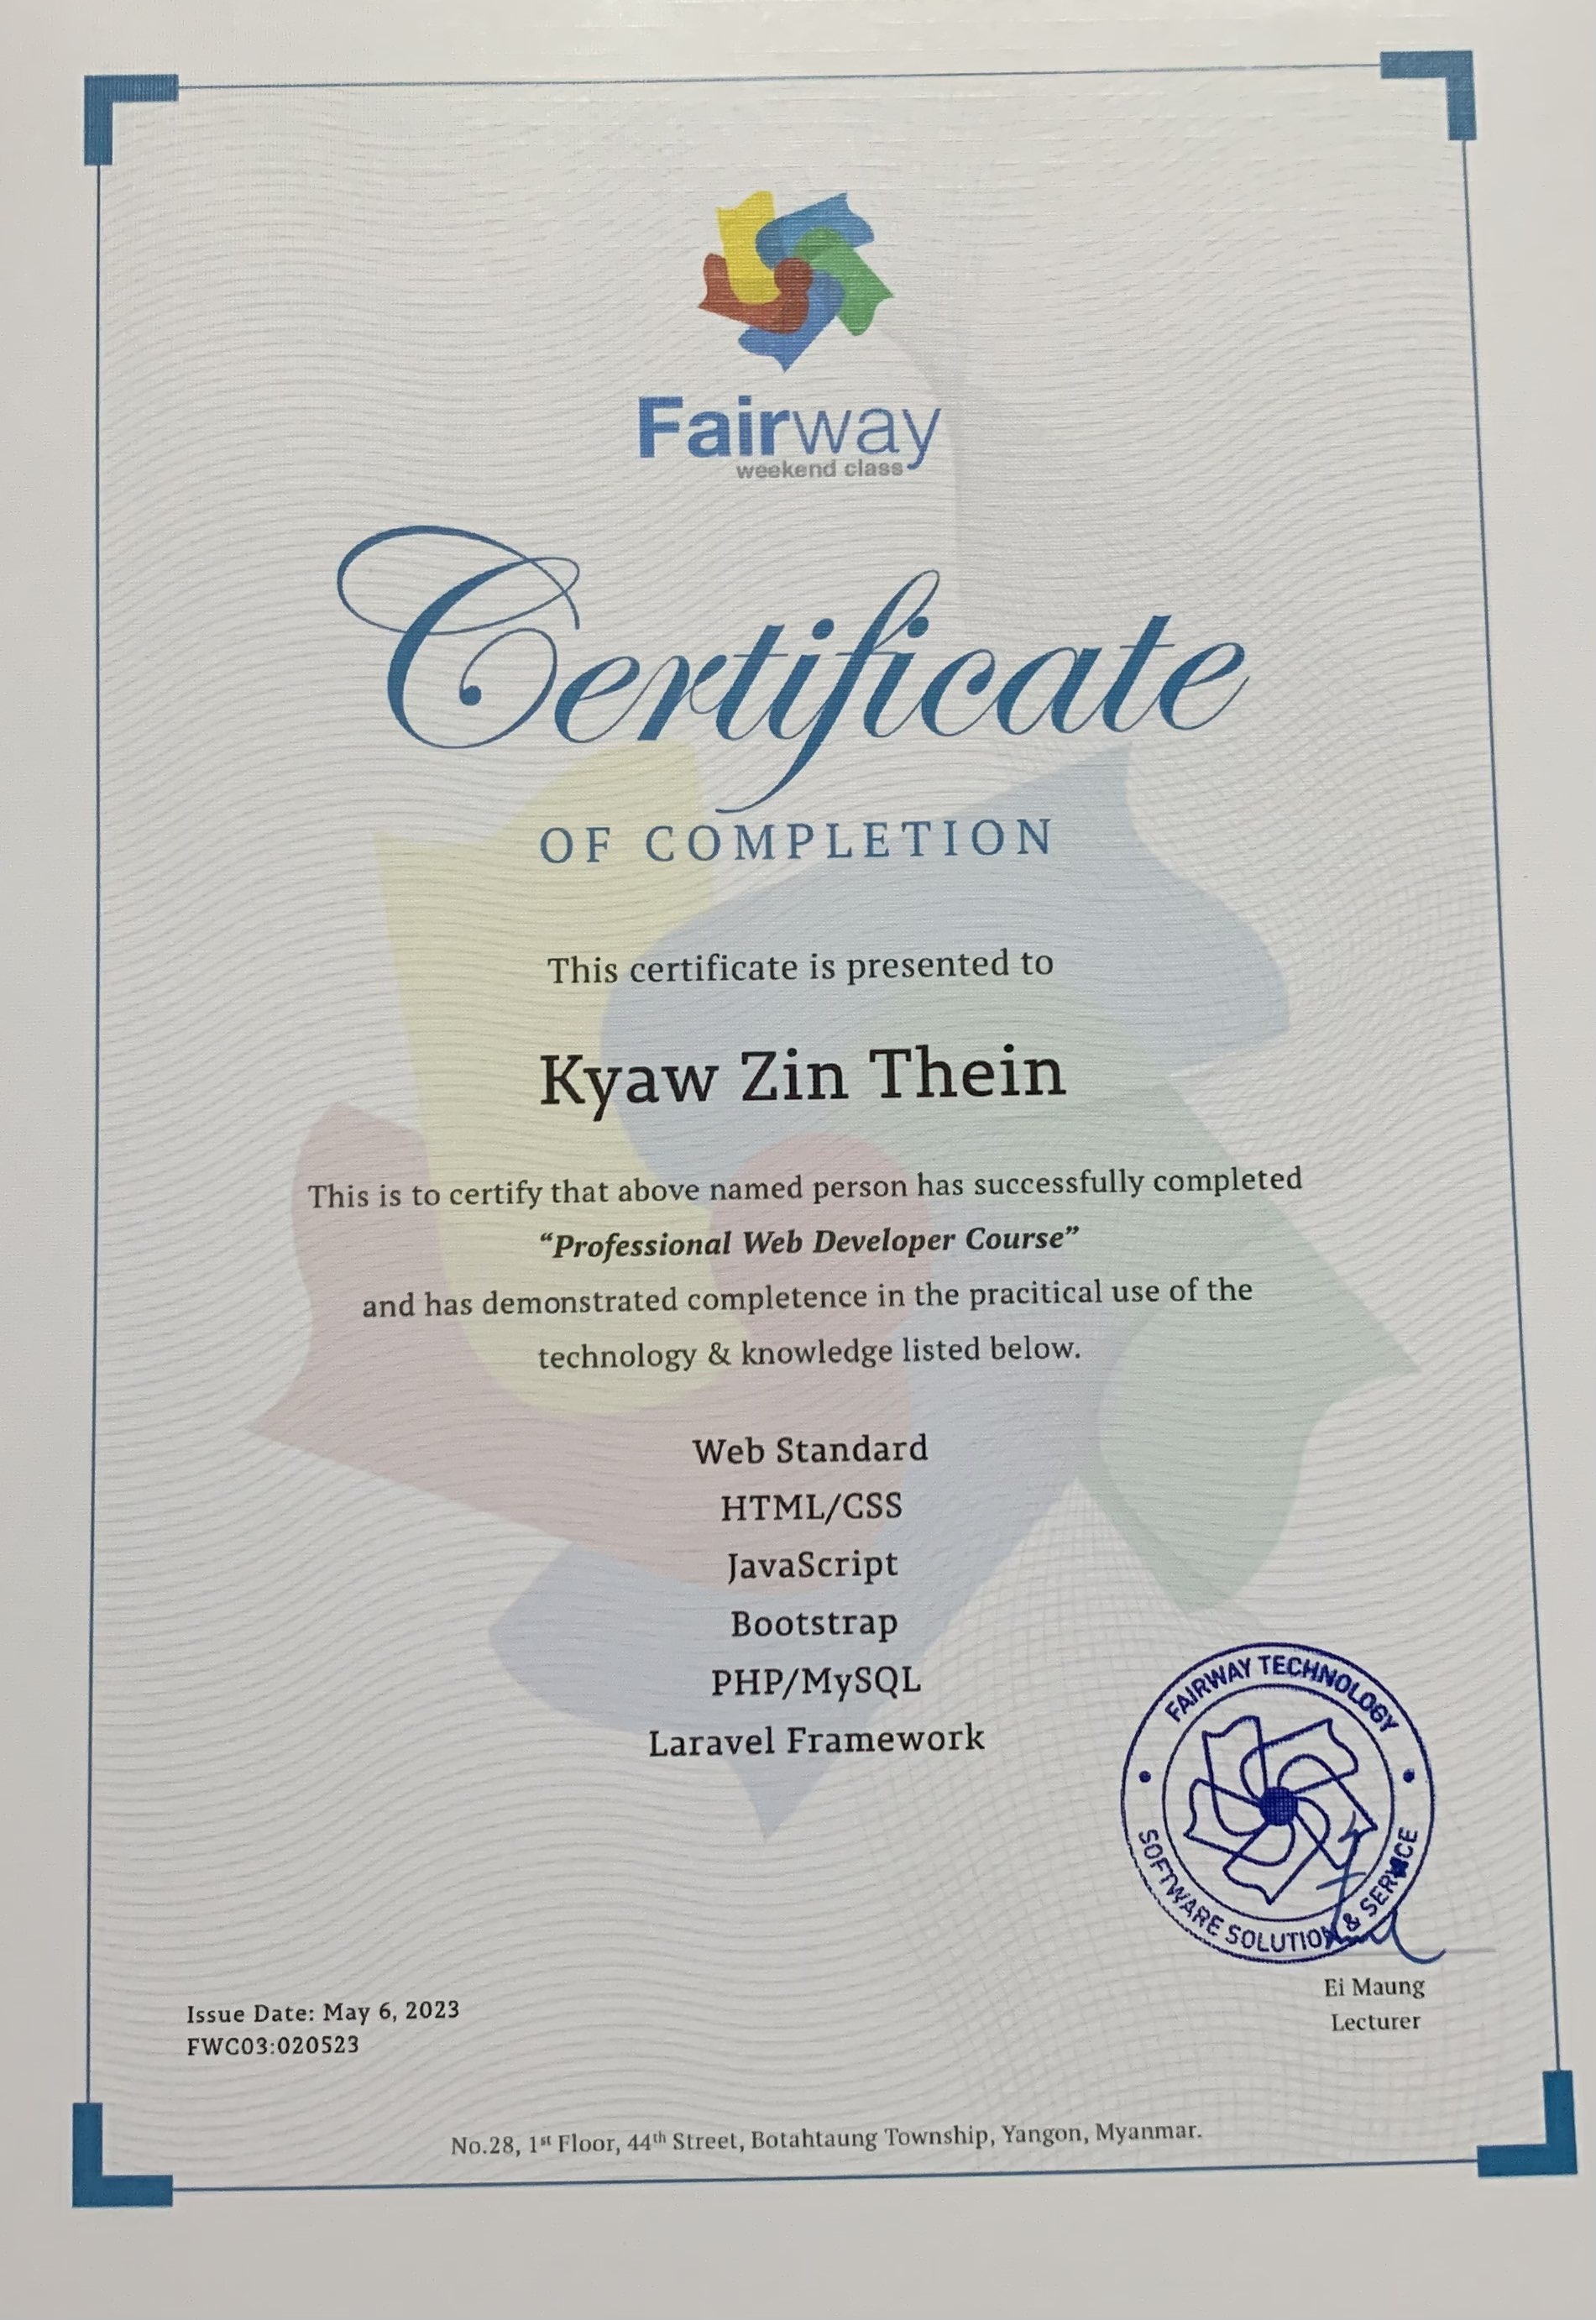 Fairway
weekend class
Certificate
OF COMPLETION
This certificate is presented to
Kyaw Zin Thein
This is to certify that above named person has successfully completed
“Professional Web Developer Course”
and has demonstrated completence in the pracitical use of the
technology & knowledge listed below.
Web Standard
HTML/CSS
JavaScript
Bootstrap
PHP/MySQL
Laravel Framework
FAIRWAY TECHNOLOGY
SOFTWARE SOLUTION & SERVICE
Ei Maung
Lecturer
Issue Date: May 6, 2023
FWC03:020523
No.28, 1st Floor, 44th Street, Botahtaung Township, Yangon, Myanmar.